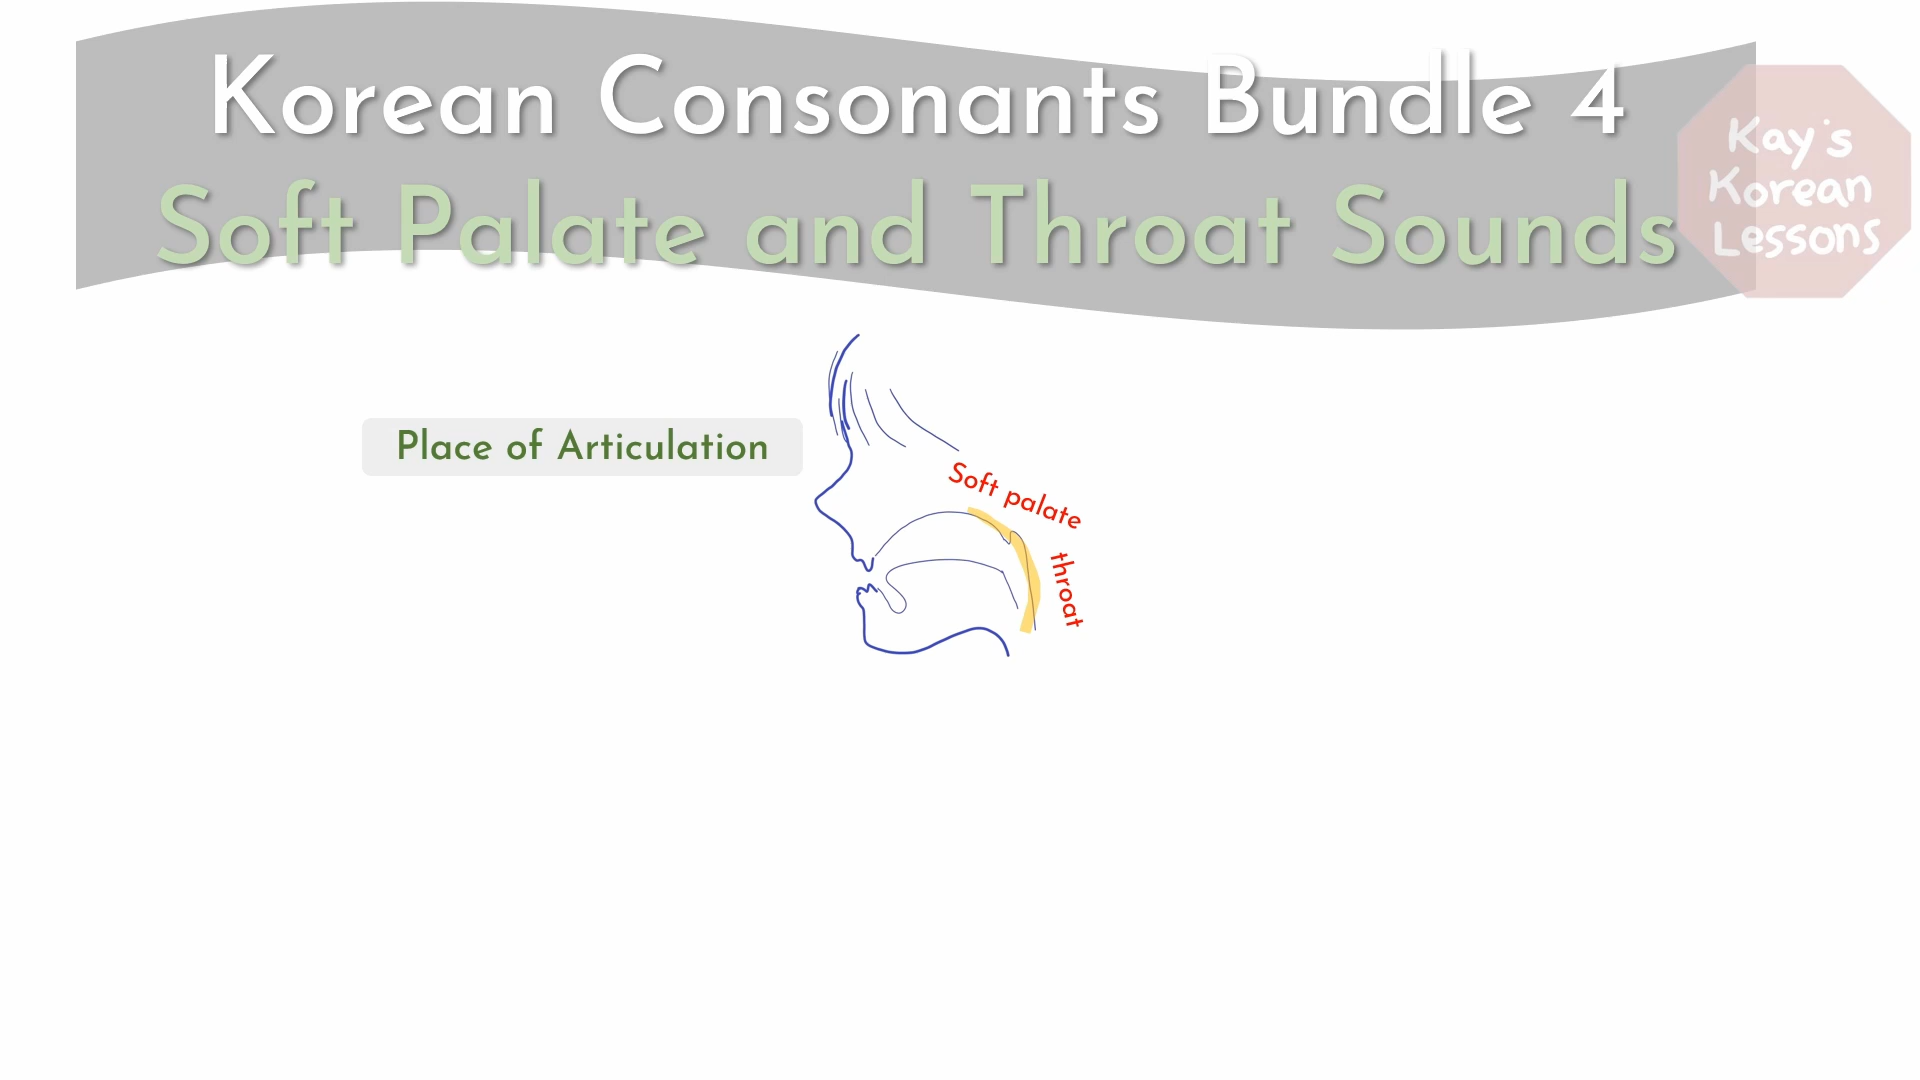 Korean Consonants Bundle 4
Soft Palate and Throat Sounds
Kay's
Korean
Lessons
Place of Articulation
Soft palate
throat